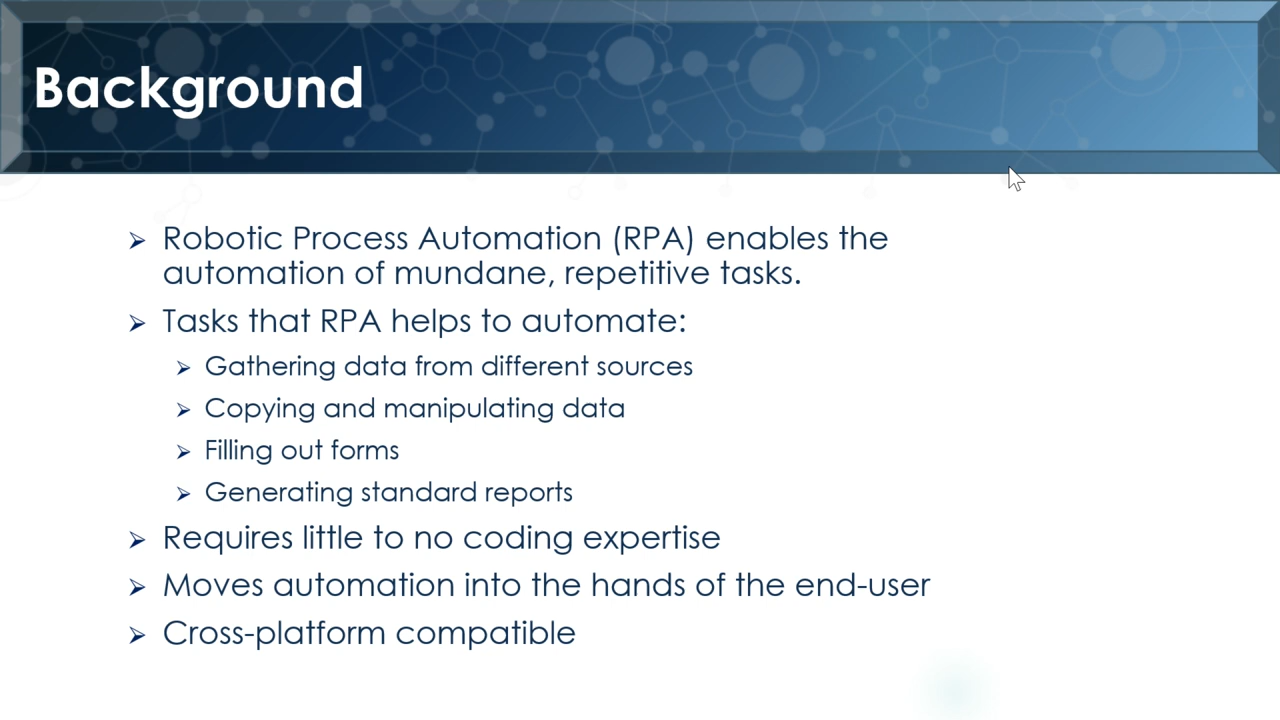 Background
➢ Robotic Process Automation (RPA) enables the
automation of mundane, repetitive tasks.
➢ Tasks that RPA helps to automate:
➢ Gathering data from different sources
➢ Copying and manipulating data
➢ Filling out forms
➢ Generating standard reports
➢ Requires little to no coding expertise
➢ Moves automation into the hands of the end-user
➢ Cross-platform compatible